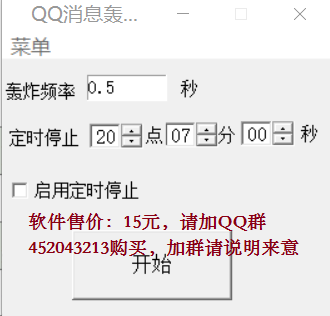 QQ消息轰炸...
菜单
轰炸频率 0.5 秒
定时停止 20 点 07 分 00 秒
启用定时停止
软件售价：15元，请加QQ群
452043213购买，加群请说明来意
开始